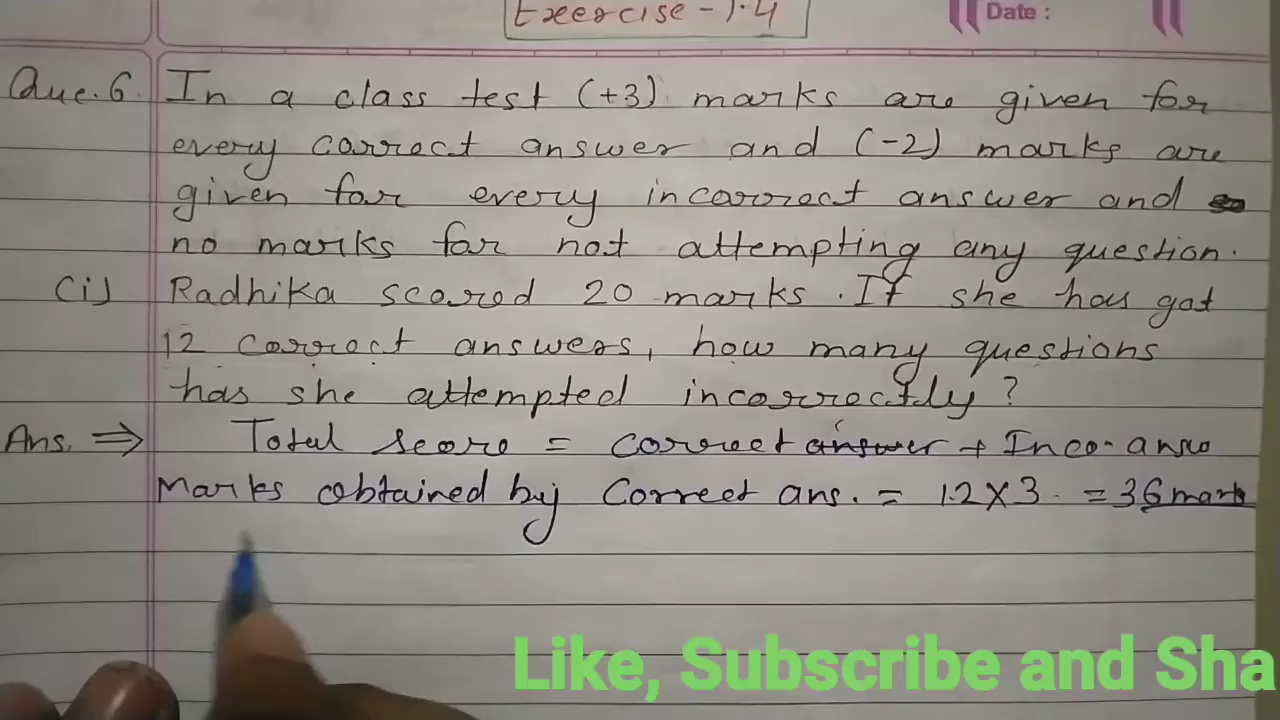 Exercise - 1.4
Date :
Que. 6. In a class test (+3) marks are given for
every correct answer and (-2) marks are
given for every incorrect answer and
no marks for not attempting any question.
(i) Radhika scored 20 marks. If she has got
12 correct answers, how many questions
has she attempted incorrectly ?
Ans. ⇒ Total score = correct answer + Inco. answ
Marks obtained by Correct ans. = 12 × 3 = 36 mark
Like, Subscribe and Sha